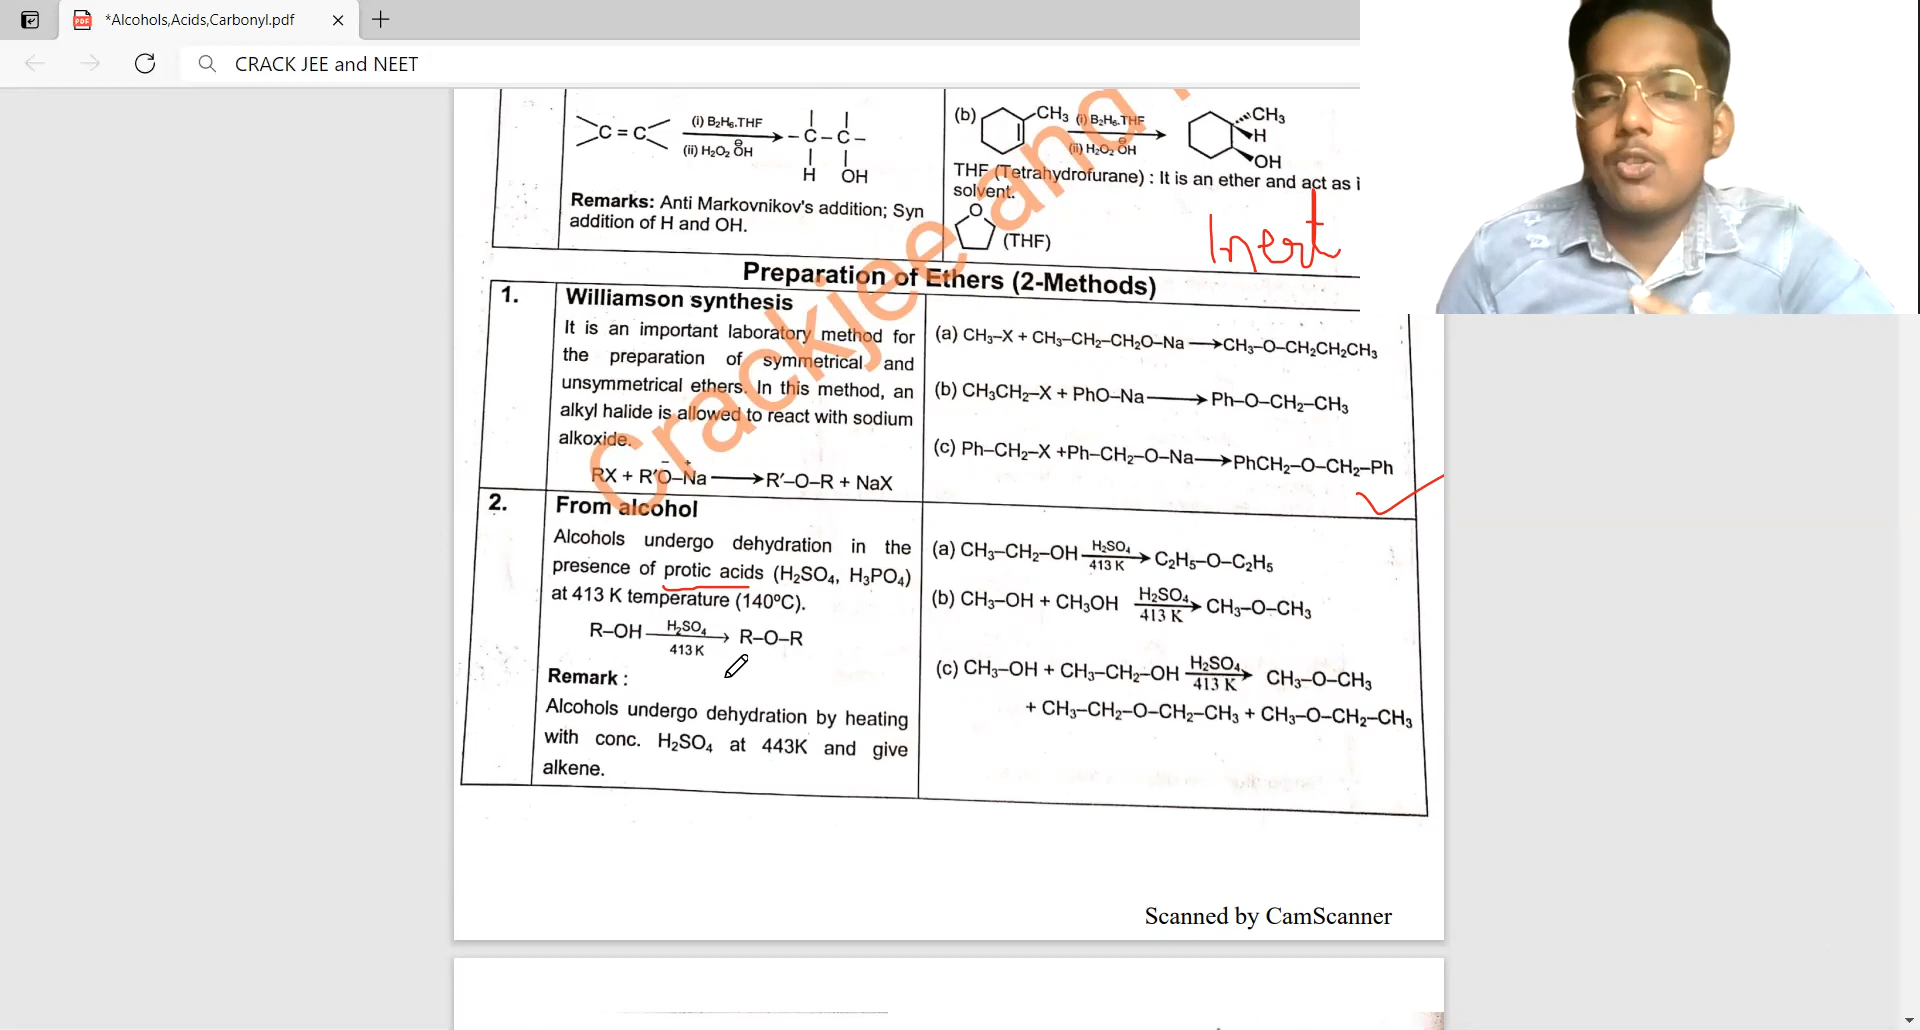 *Alcohols,Acids,Carbonyl.pdf
CRACK JEE and NEET
C = C (i) B₂H₆.THF – C – C –
(ii) H₂O₂ ŌH
H OH
Remarks: Anti Markovnikov's addition; Syn
addition of H and OH.
(b) CH₃ (i) B₂H₆.THF CH₃
H
(ii) H₂O₂ ŌH OH
THF (Tetrahydrofurane) : It is an ether and act as i
solvent.
O
(THF)
Inert
Crackjee and
Preparation of Ethers (2-Methods)
1. Williamson synthesis
It is an important laboratory method for
the preparation of symmetrical and
unsymmetrical ethers. In this method, an
alkyl halide is allowed to react with sodium
alkoxide.
RX + R′O⁻–Na⁺ ⟶ R′–O–R + NaX
(a) CH₃–X + CH₃–CH₂–CH₂O–Na ⟶ CH₃–O–CH₂CH₂CH₃
(b) CH₃CH₂–X + PhO–Na ⟶ Ph–O–CH₂–CH₃
(c) Ph–CH₂–X +Ph–CH₂–O–Na ⟶ PhCH₂–O–CH₂–Ph
2. From alcohol
Alcohols undergo dehydration in the
presence of protic acids (H₂SO₄, H₃PO₄)
at 413 K temperature (140ºC).
R–OH H₂SO₄ → R–O–R
413 K
Remark :
Alcohols undergo dehydration by heating
with conc. H₂SO₄ at 443K and give
alkene.
(a) CH₃–CH₂–OH H₂SO₄ → C₂H₅–O–C₂H₅
413 K
(b) CH₃–OH + CH₃OH H₂SO₄ → CH₃–O–CH₃
413 K
(c) CH₃–OH + CH₃–CH₂–OH H₂SO₄ → CH₃–O–CH₃
413 K
+ CH₃–CH₂–O–CH₂–CH₃ + CH₃–O–CH₂–CH₃
Scanned by CamScanner